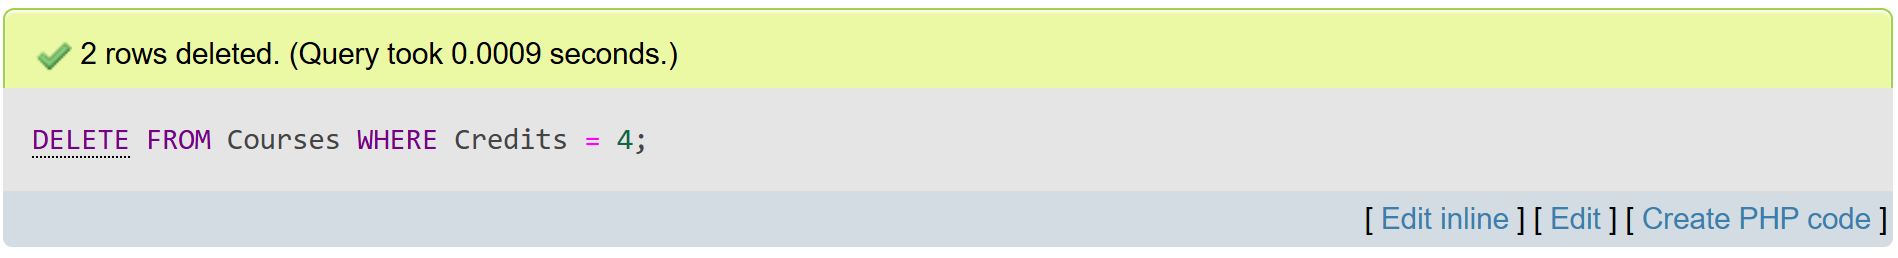 2 rows deleted. (Query took 0.0009 seconds.)
DELETE FROM Courses WHERE Credits = 4;
[ Edit inline ] [ Edit ] [ Create PHP code ]